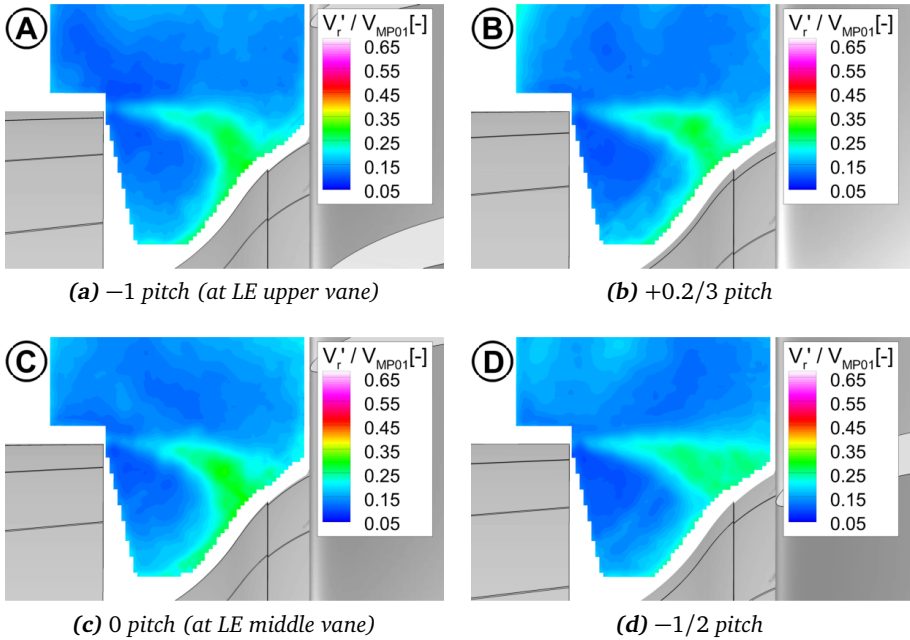 A
V_r' / V_MP01[-]
0.65
0.55
0.45
0.35
0.25
0.15
0.05
B
V_r' / V_MP01[-]
0.65
0.55
0.45
0.35
0.25
0.15
0.05
(a) −1 pitch (at LE upper vane)
(b) +0.2/3 pitch
C
V_r' / V_MP01[-]
0.65
0.55
0.45
0.35
0.25
0.15
0.05
D
V_r' / V_MP01[-]
0.65
0.55
0.45
0.35
0.25
0.15
0.05
(c) 0 pitch (at LE middle vane)
(d) −1/2 pitch